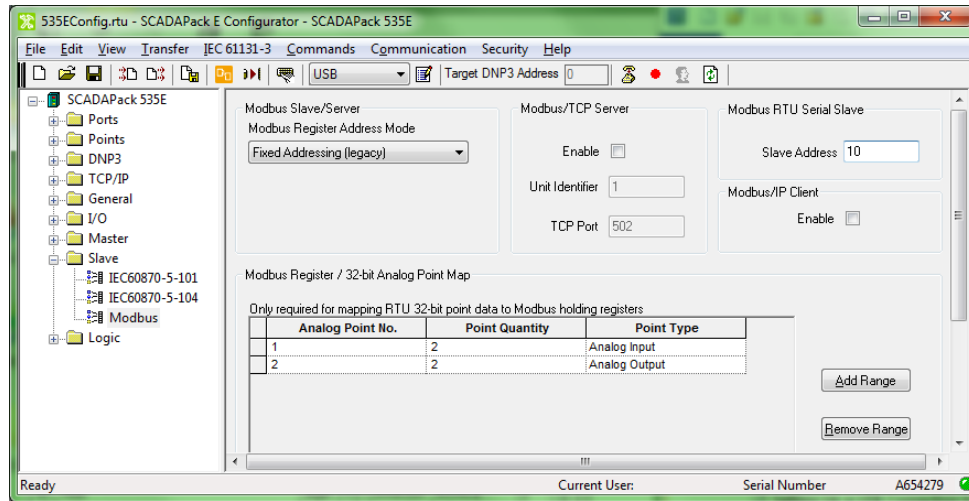 535EConfig.rtu - SCADAPack E Configurator - SCADAPack 535E
File Edit View Transfer IEC 61131-3 Commands Communication Security Help
USB Target DNP3 Address 0
SCADAPack 535E
Ports
Points
DNP3
TCP/IP
General
I/O
Master
Slave
IEC60870-5-101
IEC60870-5-104
Modbus
Logic
Modbus Slave/Server
Modbus Register Address Mode
Fixed Addressing (legacy)
Modbus/TCP Server
Enable
Unit Identifier 1
TCP Port 502
Modbus RTU Serial Slave
Slave Address 10
Modbus/IP Client
Enable
Modbus Register / 32-bit Analog Point Map
Only required for mapping RTU 32-bit point data to Modbus holding registers
Analog Point No. Point Quantity Point Type
1 2 Analog Input
2 2 Analog Output
Add Range
Remove Range
Ready Current User: Serial Number A654279